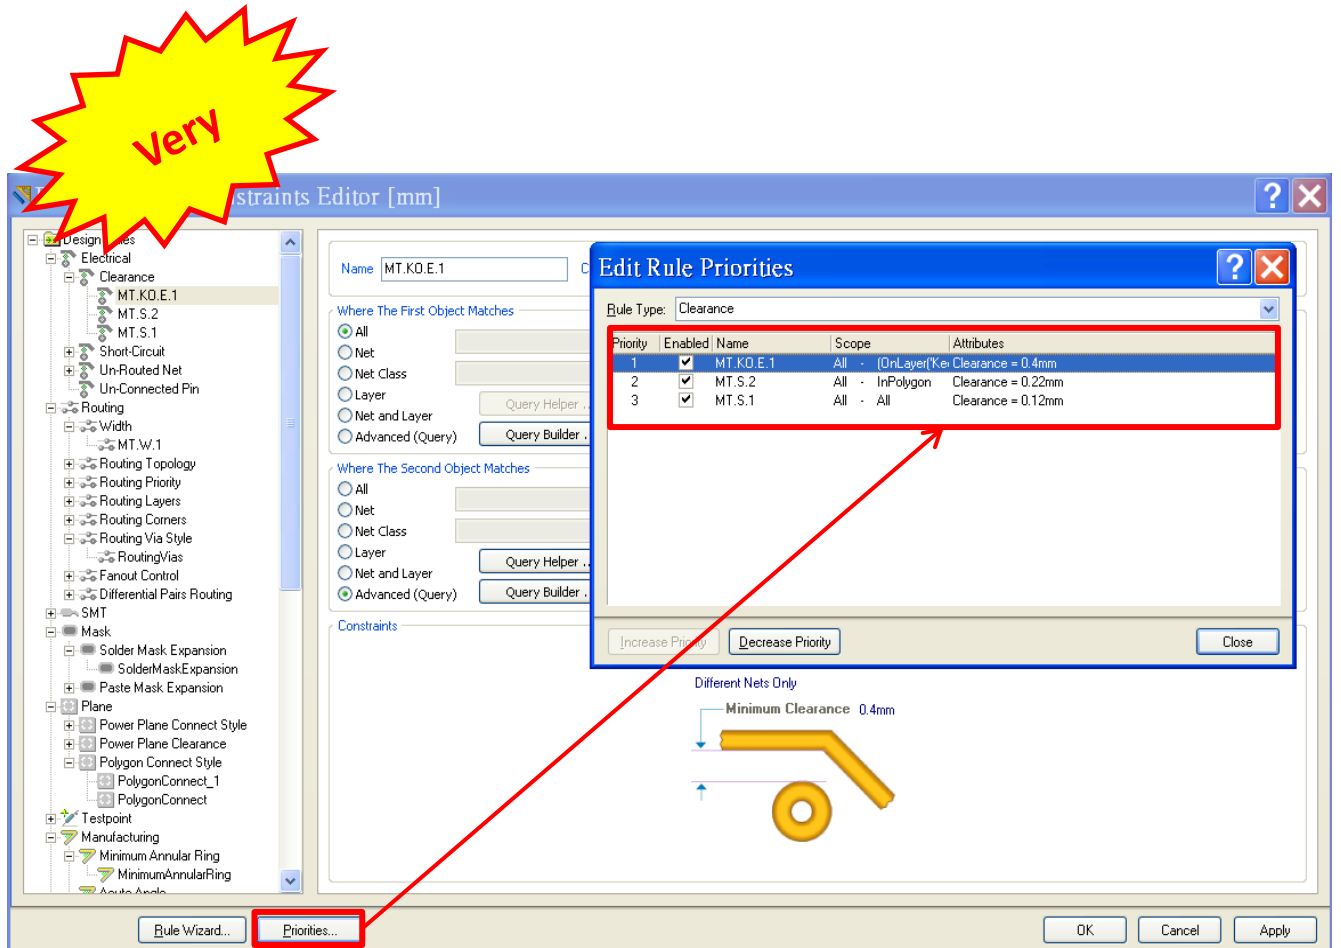 Very
straints Editor [mm]
Design
Electrical
Clearance
MT.KO.E.1
MT.S.2
MT.S.1
Short-Circuit
Un-Routed Net
Un-Connected Pin
Routing
Width
MT.W.1
Routing Topology
Routing Priority
Routing Layers
Routing Corners
Routing Via Style
RoutingVias
Fanout Control
Differential Pairs Routing
SMT
Mask
Solder Mask Expansion
SolderMaskExpansion
Paste Mask Expansion
Plane
Power Plane Connect Style
Power Plane Clearance
Polygon Connect Style
PolygonConnect_1
PolygonConnect
Testpoint
Manufacturing
Minimum Annular Ring
MinimumAnnularRing
Acute Angle
Name MT.KO.E.1 C
Where The First Object Matches
All
Net
Net Class
Layer
Net and Layer
Advanced (Query)
Query Helper ..
Query Builder .
Where The Second Object Matches
All
Net
Net Class
Layer
Net and Layer
Advanced (Query)
Query Helper ..
Query Builder .
Constraints
Different Nets Only
Minimum Clearance 0.4mm
Edit Rule Priorities
Rule Type: Clearance
Priority Enabled Name Scope Attributes
1 MT.KO.E.1 All - (OnLayer('Ke Clearance = 0.4mm
2 MT.S.2 All - InPolygon Clearance = 0.22mm
3 MT.S.1 All - All Clearance = 0.12mm
Increase Priority Decrease Priority Close
Rule Wizard... Priorities... OK Cancel Apply